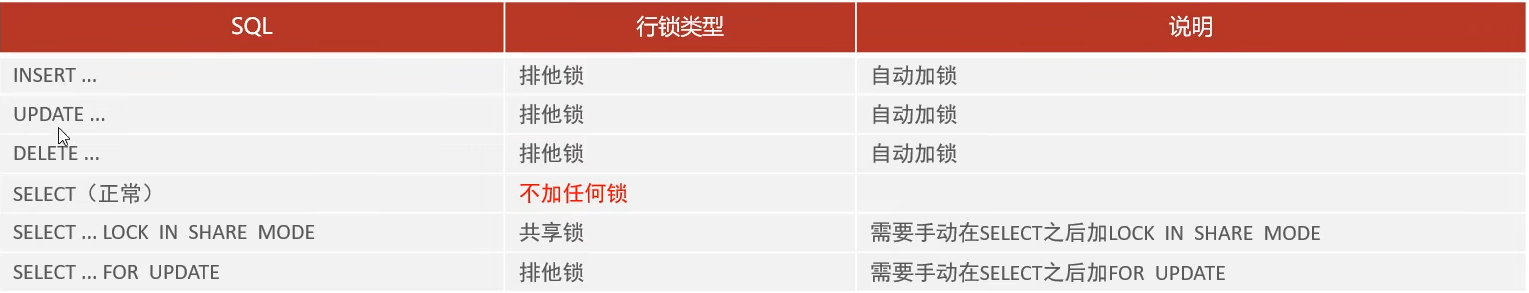 SQL 行锁类型 说明
INSERT ... 排他锁 自动加锁
UPDATE ... 排他锁 自动加锁
DELETE ... 排他锁 自动加锁
SELECT（正常） 不加任何锁
SELECT ... LOCK IN SHARE MODE 共享锁 需要手动在SELECT之后加LOCK IN SHARE MODE
SELECT ... FOR UPDATE 排他锁 需要手动在SELECT之后加FOR UPDATE